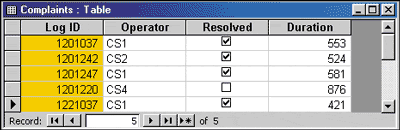 Complaints : Table
Log ID Operator Resolved Duration
1201037 CS1 553
1201242 CS2 524
1201247 CS1 581
1201220 CS4 876
1221037 CS1 421
Record: 5 of 5